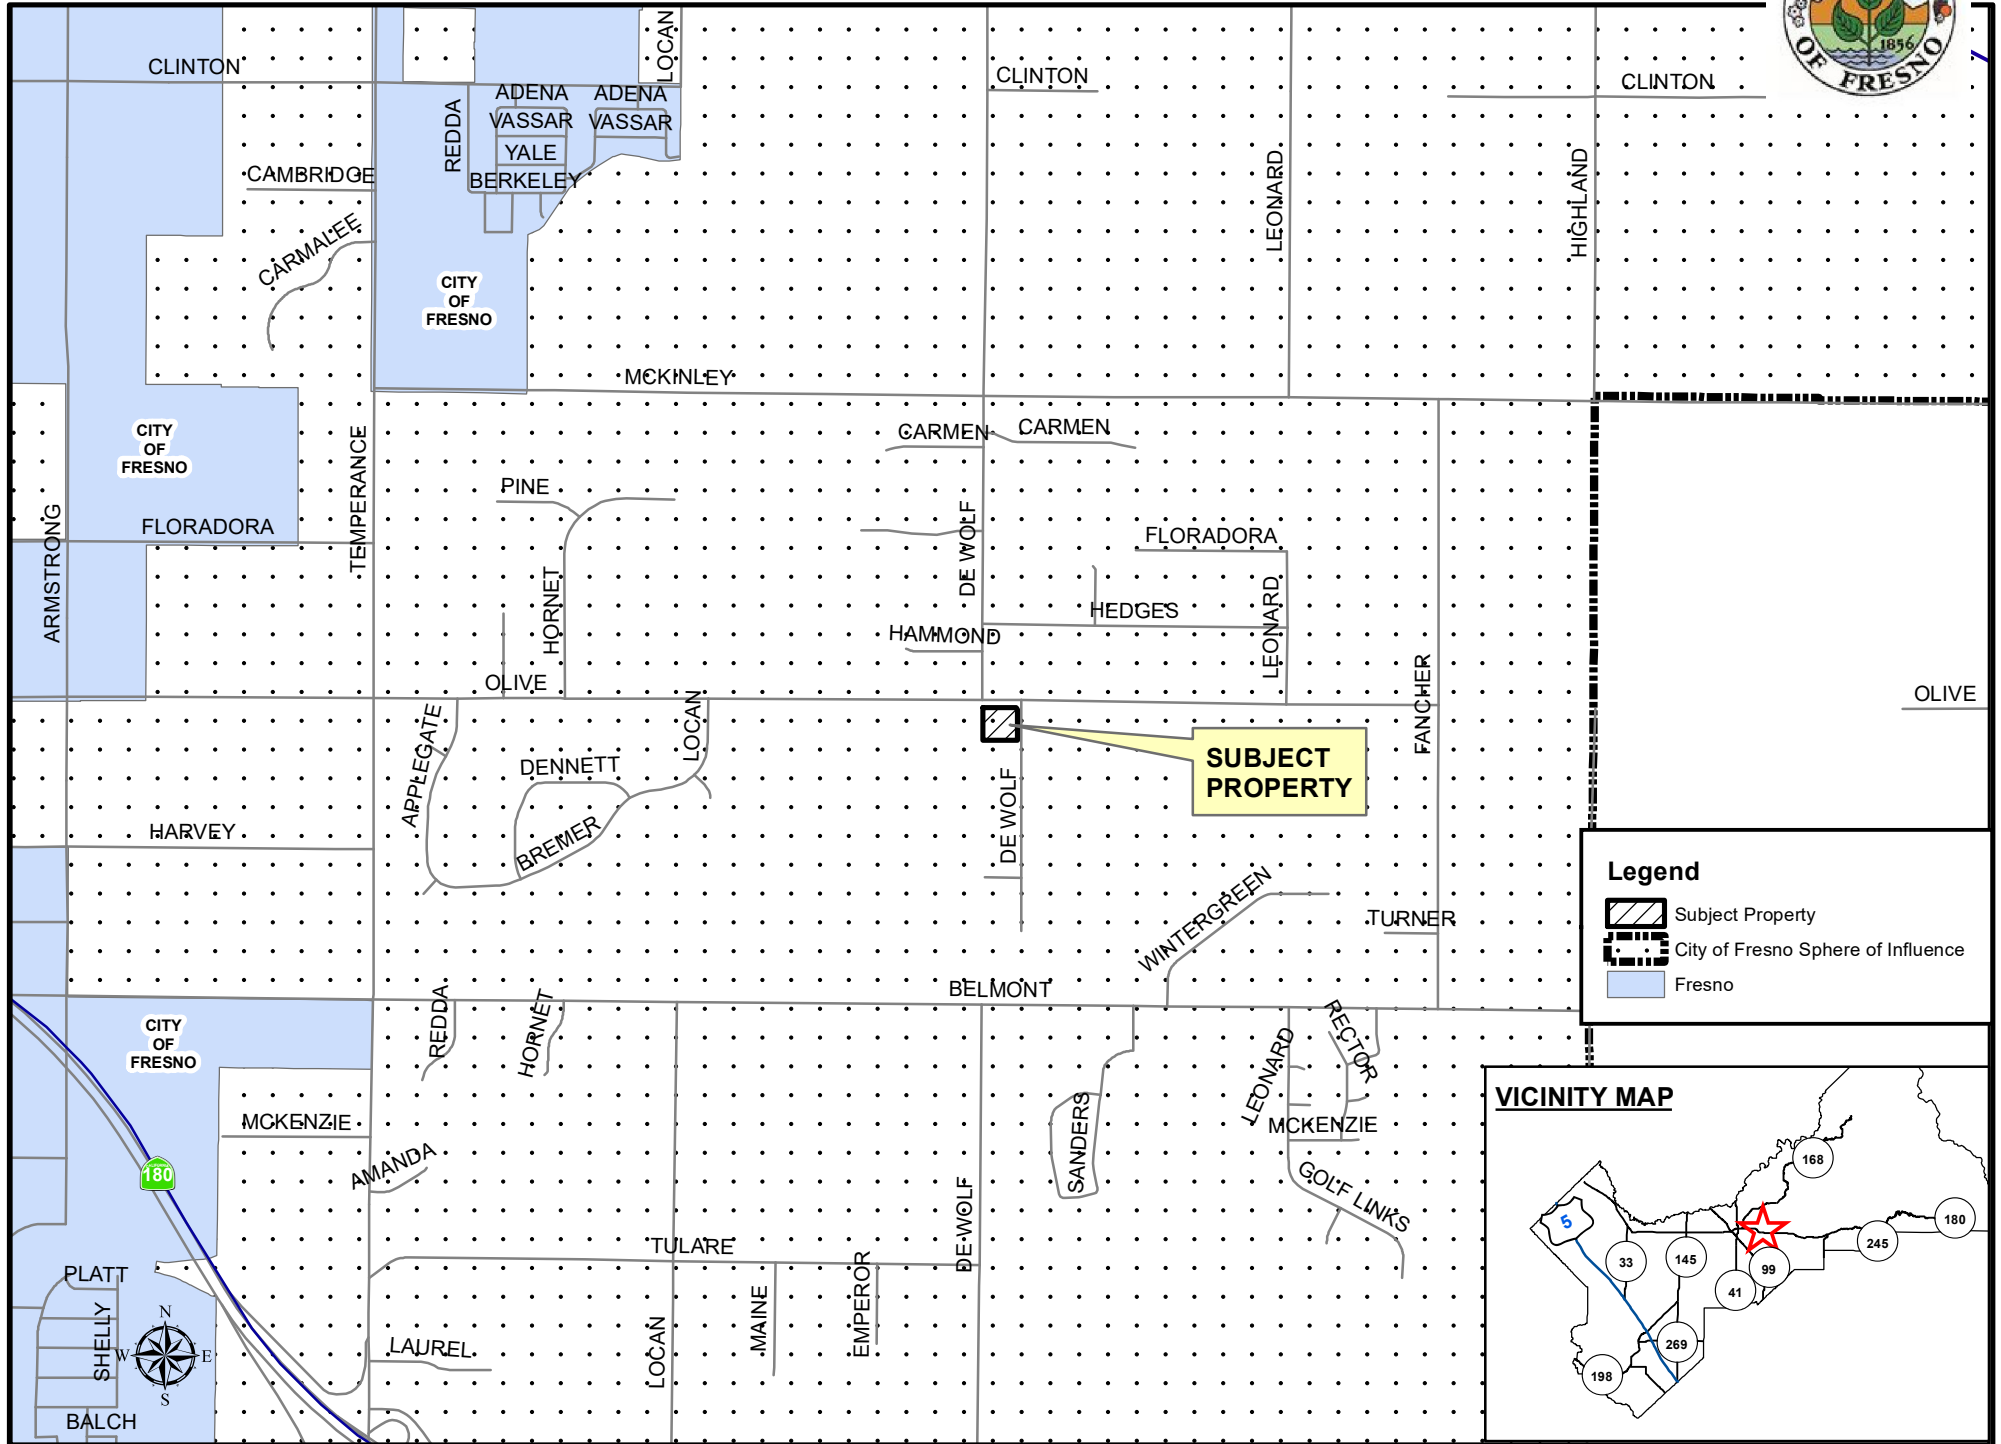 CLINTON
LOCAN
CLINTON
CLINTON
1856
OF FRESNO
ADENA
ADENA
VASSAR
VASSAR
REDDA
YALE
BERKELEY
CAMBRIDGE
CARMALEE
LEONARD
HIGHLAND
CITY
OF
FRESNO
MCKINLEY
CITY
OF
FRESNO
TEMPERANCE
CARMEN
CARMEN
PINE
FLORADORA
ARMSTRONG
DE WOLF
FLORADORA
HORNET
HEDGES
HAMMOND
LEONARD
OLIVE
FANCHER
OLIVE
APPLEGATE
LOCAN
DENNETT
SUBJECT
PROPERTY
HARVEY
BREMER
DE WOLF
WINTERGREEN
TURNER
Legend
Subject Property
City of Fresno Sphere of Influence
Fresno
BELMONT
CITY
OF
FRESNO
REDDA
HORNET
LEONARD
RECTOR
MCKENZIE
AMANDA
SANDERS
MCKENZIE
GOLF LINKS
180
DE WOLF
TULARE
PLATT
SHELLY
N
W
E
S
LAUREL
LOCAN
MAINE
EMPEROR
BALCH
VICINITY MAP
168
5
180
245
33
145
99
41
269
198